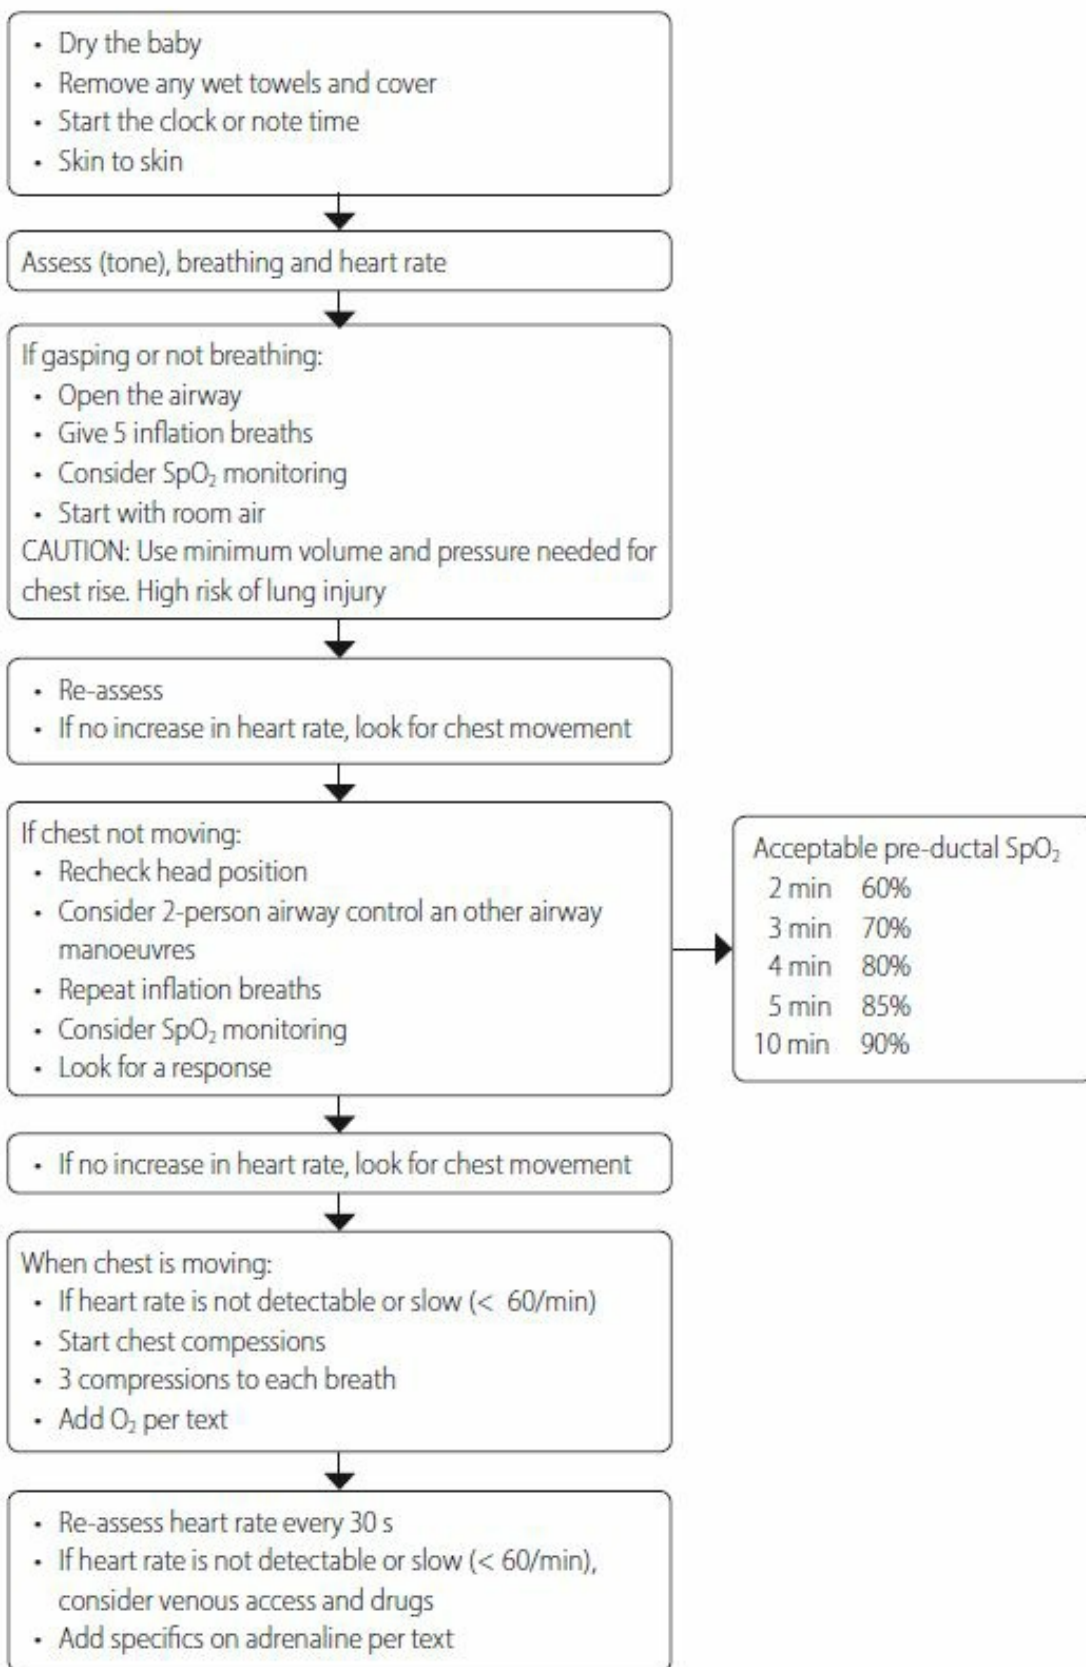 • Dry the baby
• Remove any wet towels and cover
• Start the clock or note time
• Skin to skin
Assess (tone), breathing and heart rate
If gasping or not breathing:
• Open the airway
• Give 5 inflation breaths
• Consider SpO₂ monitoring
• Start with room air
CAUTION: Use minimum volume and pressure needed for
chest rise. High risk of lung injury
• Re-assess
• If no increase in heart rate, look for chest movement
If chest not moving:
• Recheck head position
• Consider 2-person airway control an other airway
manoeuvres
• Repeat inflation breaths
• Consider SpO₂ monitoring
• Look for a response
Acceptable pre-ductal SpO₂
2 min 60%
3 min 70%
4 min 80%
5 min 85%
10 min 90%
• If no increase in heart rate, look for chest movement
When chest is moving:
• If heart rate is not detectable or slow (< 60/min)
• Start chest compessions
• 3 compressions to each breath
• Add O₂ per text
• Re-assess heart rate every 30 s
• If heart rate is not detectable or slow (< 60/min),
consider venous access and drugs
• Add specifics on adrenaline per text